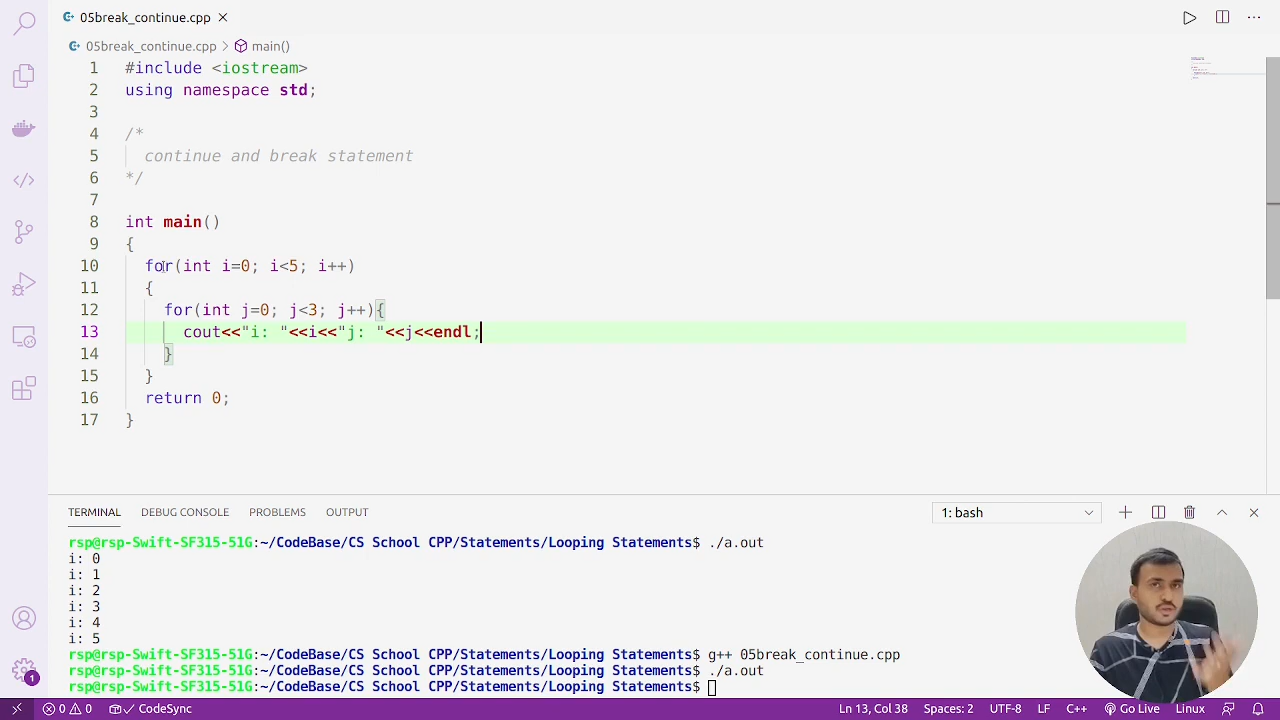 05break_continue.cpp
05break_continue.cpp > main()
1 #include <iostream>
2 using namespace std;
3
4 /*
5 continue and break statement
6 */
7
8 int main()
9 {
10 for(int i=0; i<5; i++)
11 {
12 for(int j=0; j<3; j++){
13 cout<<"i: "<<i<<"j: "<<j<<endl;
14 }
15 }
16 return 0;
17 }
TERMINAL DEBUG CONSOLE PROBLEMS OUTPUT 1: bash
rsp@rsp-Swift-SF315-51G:~/CodeBase/CS School CPP/Statements/Looping Statements$ ./a.out
i: 0
i: 1
i: 2
i: 3
i: 4
i: 5
rsp@rsp-Swift-SF315-51G:~/CodeBase/CS School CPP/Statements/Looping Statements$ g++ 05break_continue.cpp
rsp@rsp-Swift-SF315-51G:~/CodeBase/CS School CPP/Statements/Looping Statements$ ./a.out
rsp@rsp-Swift-SF315-51G:~/CodeBase/CS School CPP/Statements/Looping Statements$
1
0 0 CodeSync Ln 13, Col 38 Spaces: 2 UTF-8 LF C++ Go Live Linux